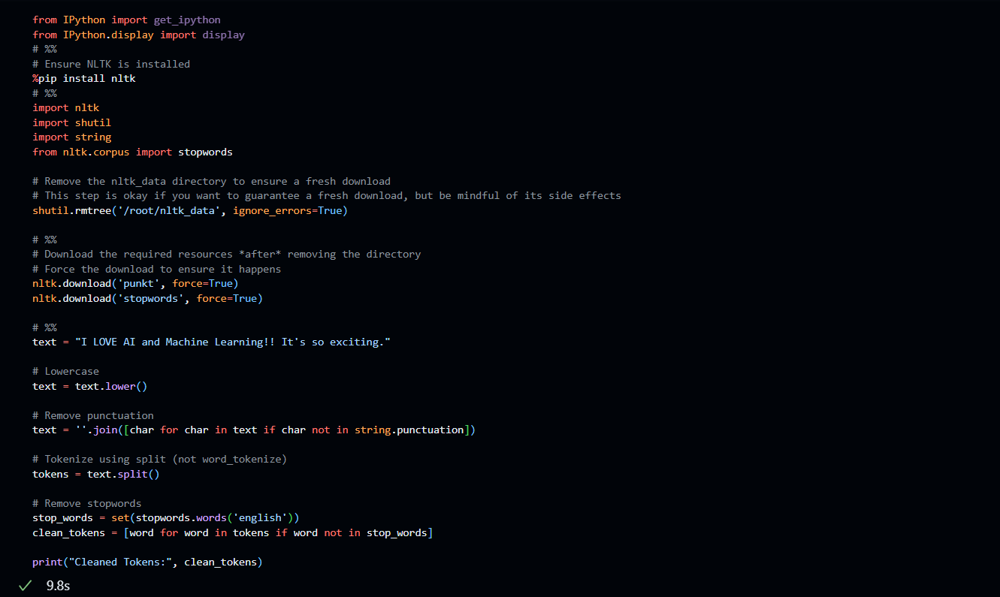 from IPython import get_ipython
from IPython.display import display
# %%
# Ensure NLTK is installed
%pip install nltk
# %%
import nltk
import shutil
import string
from nltk.corpus import stopwords
# Remove the nltk_data directory to ensure a fresh download
# This step is okay if you want to guarantee a fresh download, but be mindful of its side effects
shutil.rmtree('/root/nltk_data', ignore_errors=True)
# %%
# Download the required resources *after* removing the directory
# Force the download to ensure it happens
nltk.download('punkt', force=True)
nltk.download('stopwords', force=True)
# %%
text = "I LOVE AI and Machine Learning!! It's so exciting."
# Lowercase
text = text.lower()
# Remove punctuation
text = ''.join([char for char in text if char not in string.punctuation])
# Tokenize using split (not word_tokenize)
tokens = text.split()
# Remove stopwords
stop_words = set(stopwords.words('english'))
clean_tokens = [word for word in tokens if word not in stop_words]
print("Cleaned Tokens:", clean_tokens)
9.8s